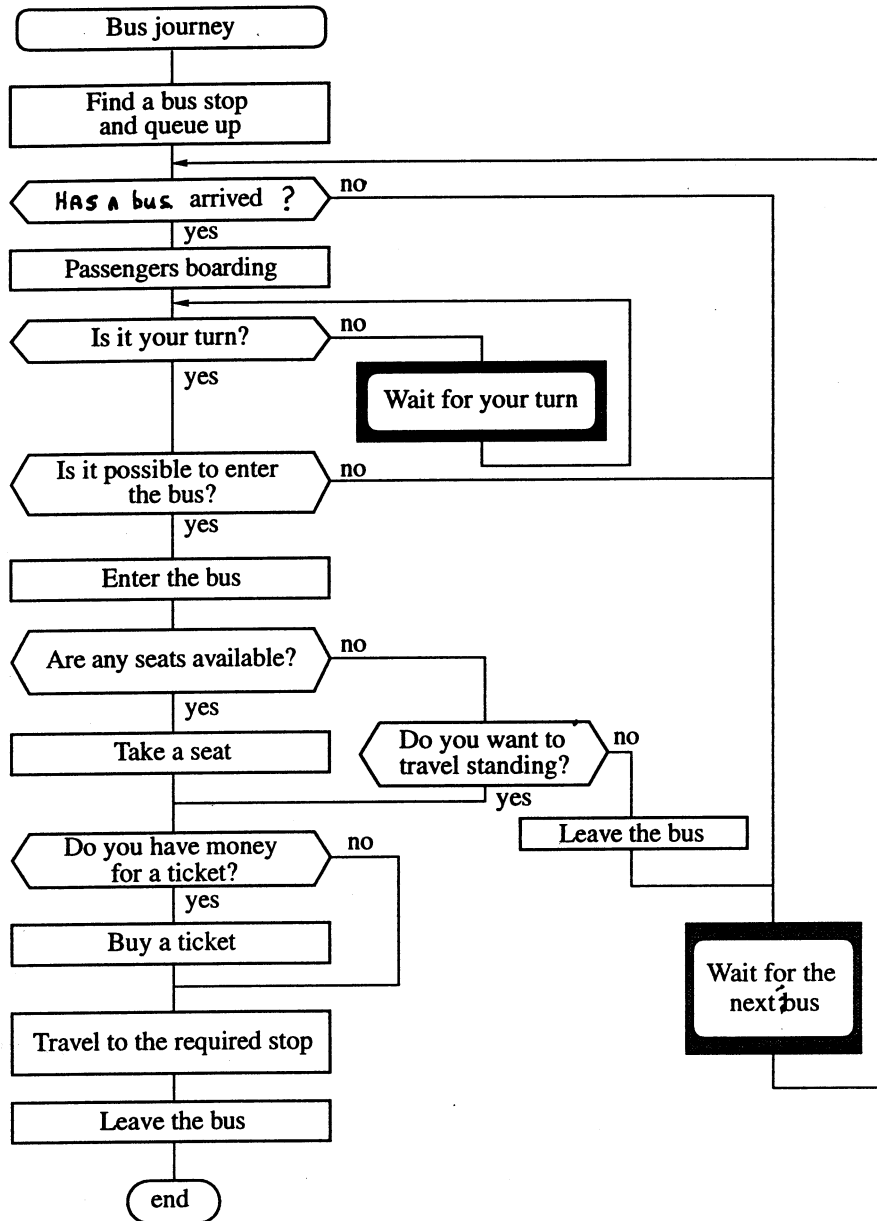 Bus journey
Find a bus stop
and queue up
HAS A bus arrived ?
no
yes
Passengers boarding
Is it your turn?
no
yes
Wait for your turn
Is it possible to enter
the bus?
no
yes
Enter the bus
Are any seats available?
no
yes
Take a seat
Do you want to
travel standing?
no
yes
Leave the bus
Do you have money
for a ticket?
no
yes
Buy a ticket
Wait for the
next bus
Travel to the required stop
Leave the bus
end